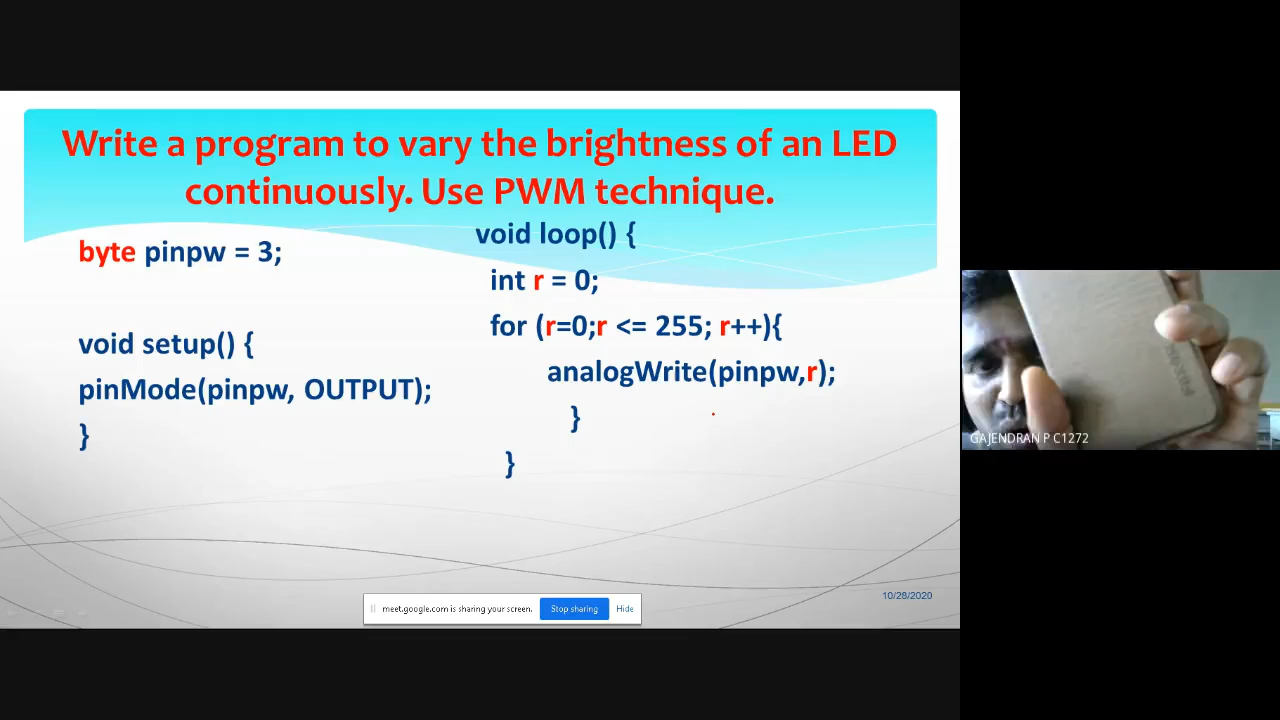 Write a program to vary the brightness of an LED
continuously. Use PWM technique.
byte pinpw = 3;
void setup() {
pinMode(pinpw, OUTPUT);
}
void loop() {
int r = 0;
for (r=0;r <= 255; r++){
analogWrite(pinpw,r);
}
}
meet.google.com is sharing your screen.
Stop sharing
Hide
10/28/2020
GAJENDRAN P C1272